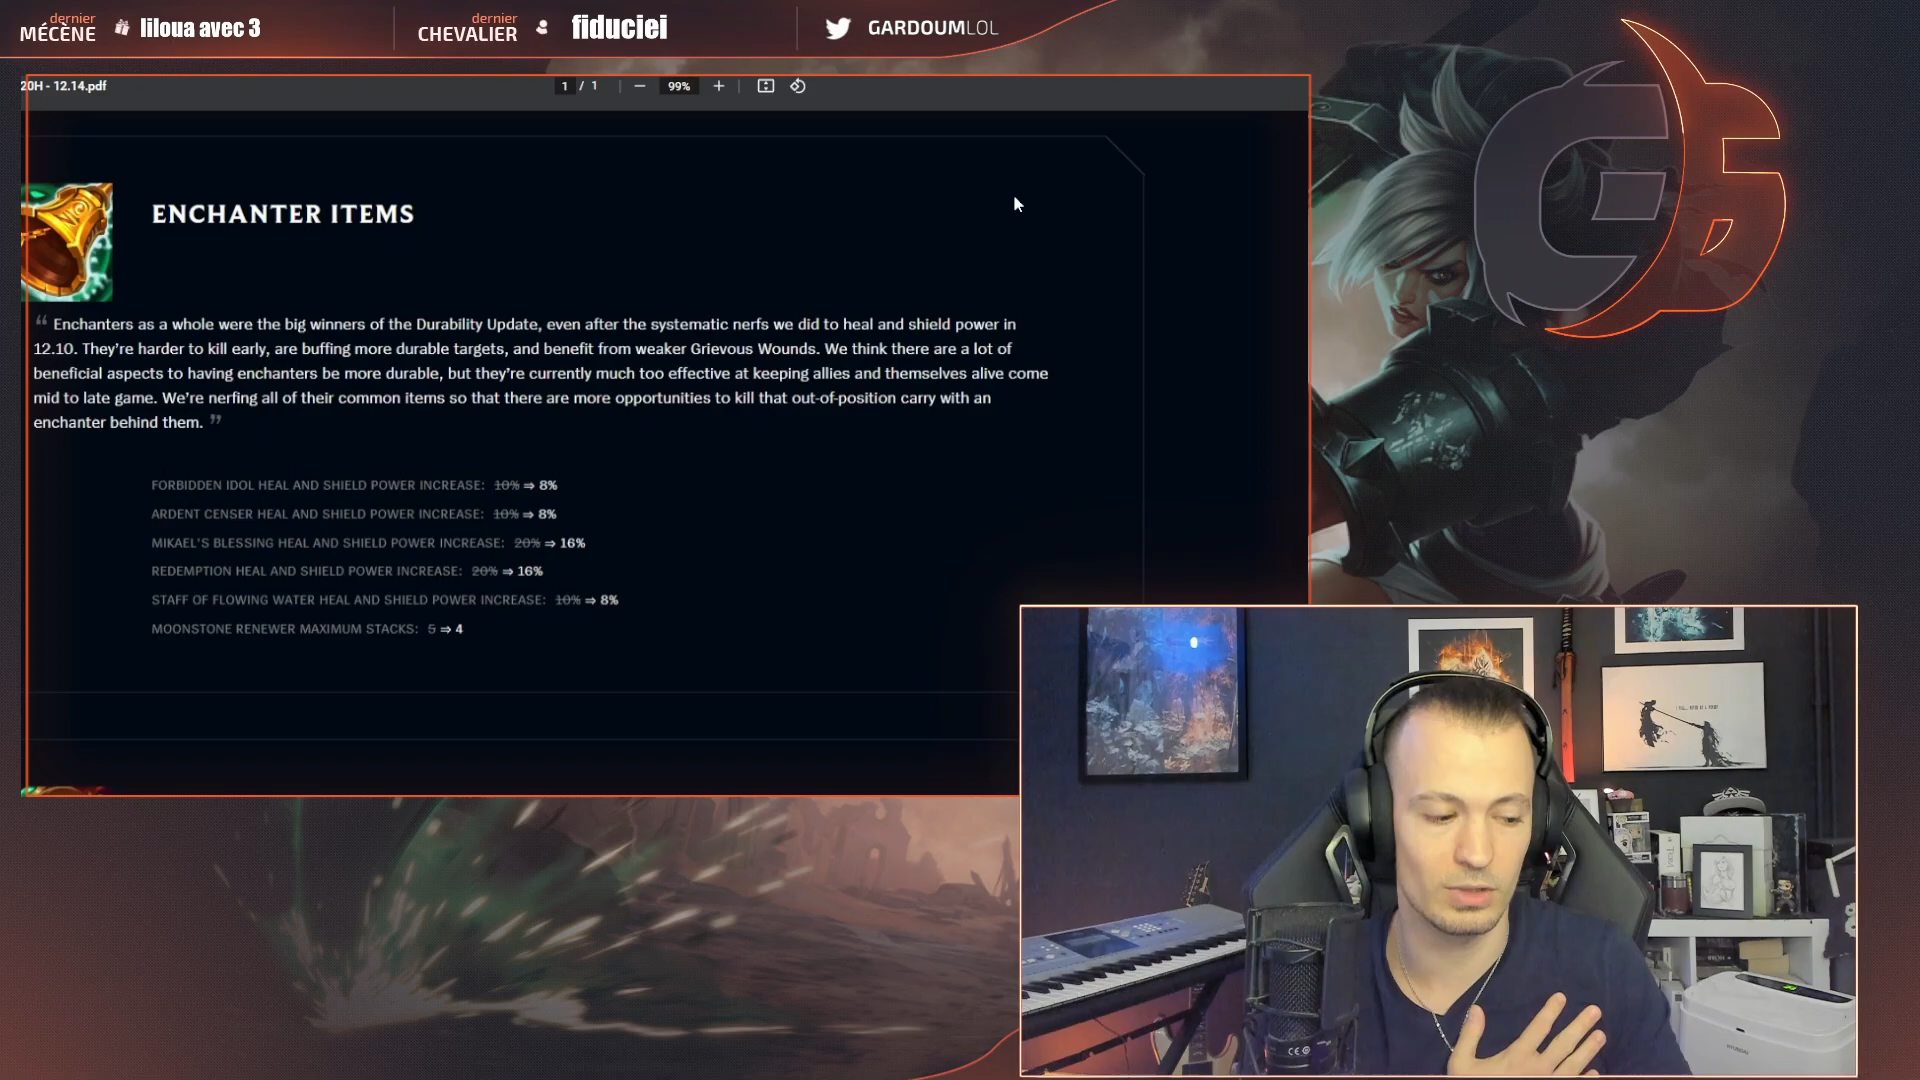 dernier
MÉCÈNE
liloua avec 3
dernier
CHEVALIER
fiduciei
GARDOUMLOL
20H - 12.14.pdf
1 / 1
99%
ENCHANTER ITEMS
“ Enchanters as a whole were the big winners of the Durability Update, even after the systematic nerfs we did to heal and shield power in
12.10. They’re harder to kill early, are buffing more durable targets, and benefit from weaker Grievous Wounds. We think there are a lot of
beneficial aspects to having enchanters be more durable, but they’re currently much too effective at keeping allies and themselves alive come
mid to late game. We’re nerfing all of their common items so that there are more opportunities to kill that out-of-position carry with an
enchanter behind them. ”
FORBIDDEN IDOL HEAL AND SHIELD POWER INCREASE: 10% ⇒ 8%
ARDENT CENSER HEAL AND SHIELD POWER INCREASE: 10% ⇒ 8%
MIKAEL'S BLESSING HEAL AND SHIELD POWER INCREASE: 20% ⇒ 16%
REDEMPTION HEAL AND SHIELD POWER INCREASE: 20% ⇒ 16%
STAFF OF FLOWING WATER HEAL AND SHIELD POWER INCREASE: 10% ⇒ 8%
MOONSTONE RENEWER MAXIMUM STACKS: 5 ⇒ 4
HYUNDAI